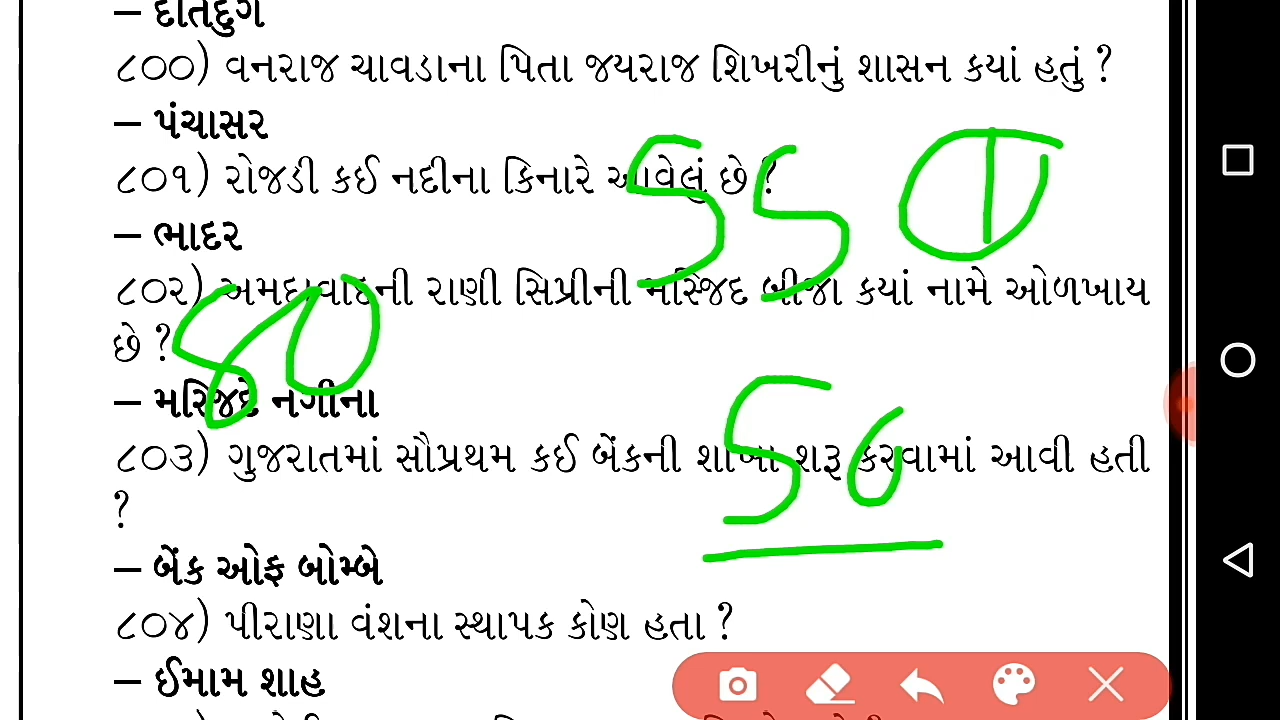 – દંતિદુર્ગ
૮૦૦) વનરાજ ચાવડાના પિતા જયરાજ શિખરીનું શાસન કયાં હતું ?
– પંચાસર
૮૦૧) રોજડી કઈ નદીના કિનારે આવેલું છે ?
55 1
– ભાદર
૮૦૨) અમદાવાદની રાણી સિપ્રીની મસ્જિદ બીજા કયાં નામે ઓળખાય
છે ?
80
– મસ્જિદે નગીના
૮૦૩) ગુજરાતમાં સૌપ્રથમ કઈ બેંકની શાખા શરૂ કરવામાં આવી હતી
?
50
– બેંક ઓફ બોમ્બે
૮૦૪) પીરાણા વંશના સ્થાપક કોણ હતા ?
– ઈમામ શાહ